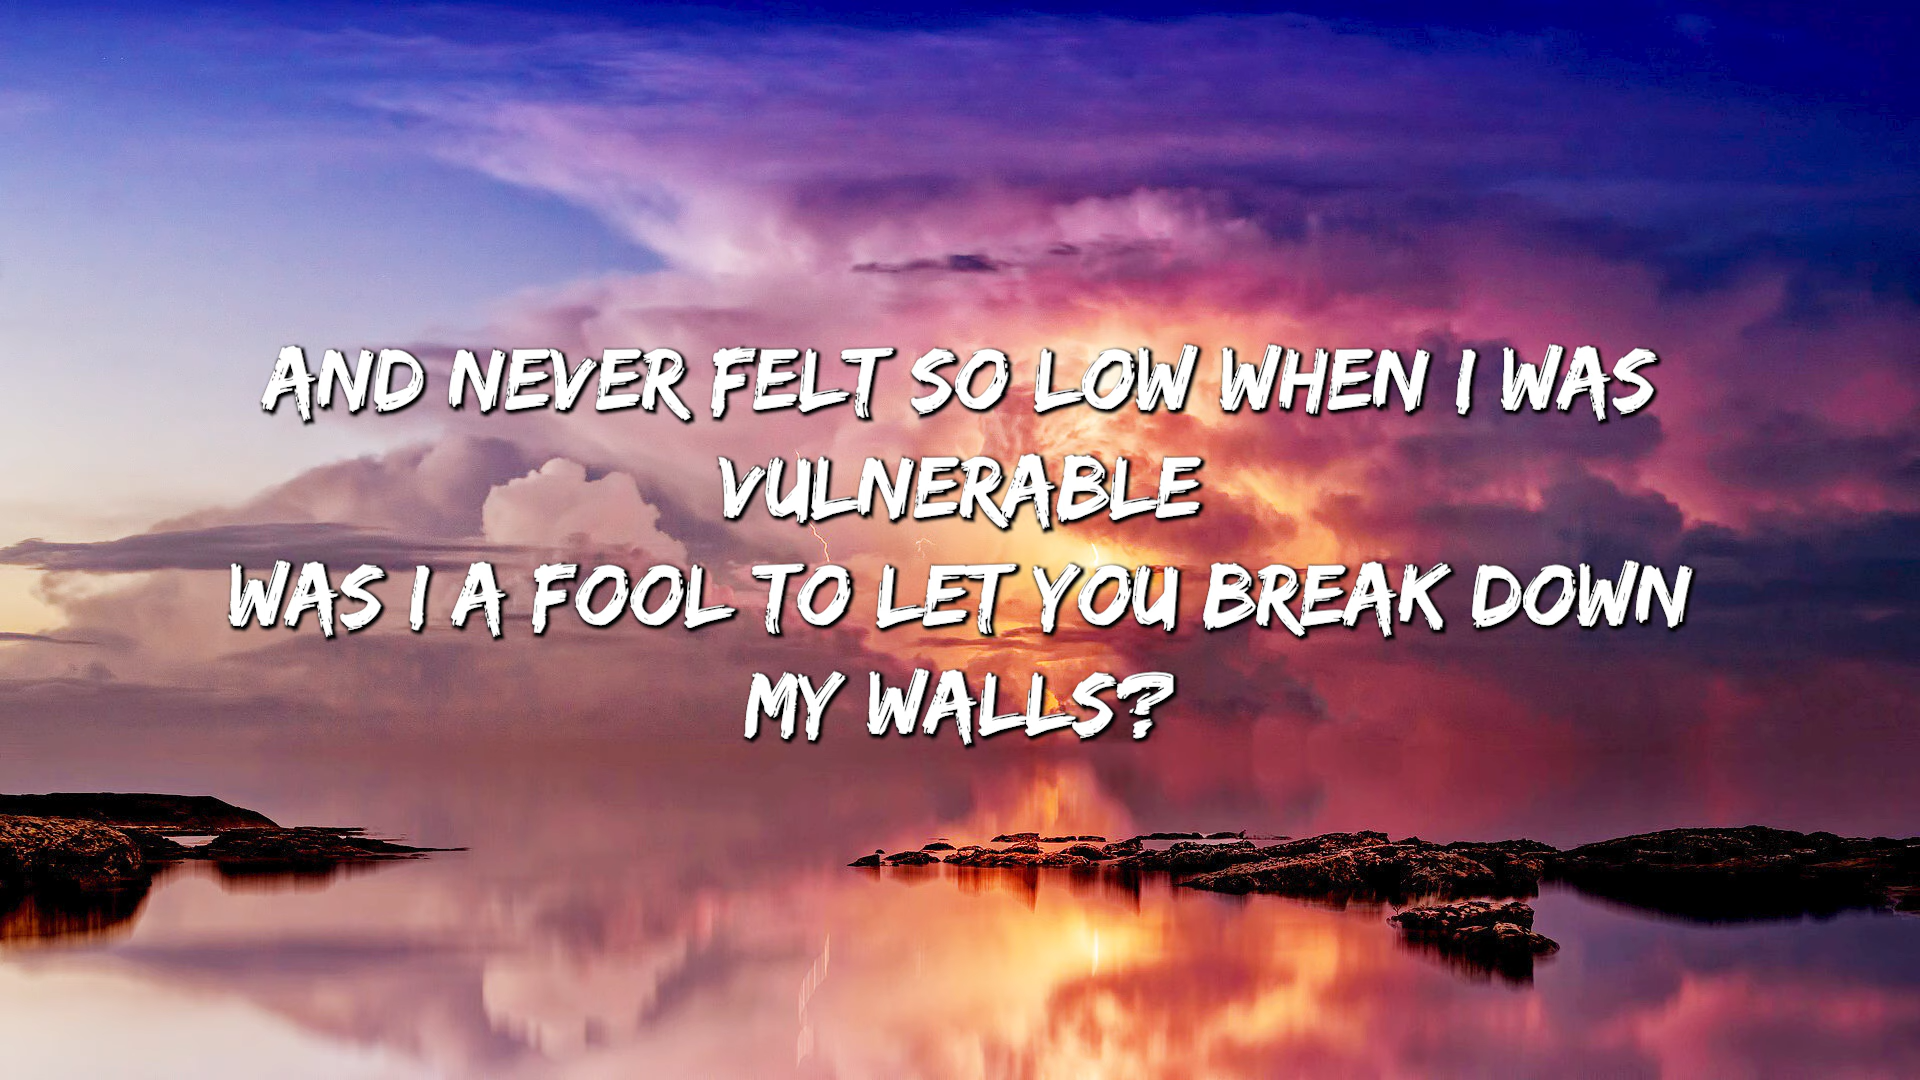 AND NEVER FELT SO LOW WHEN I WAS
VULNERABLE
WAS I A FOOL TO LET YOU BREAK DOWN
MY WALLS?